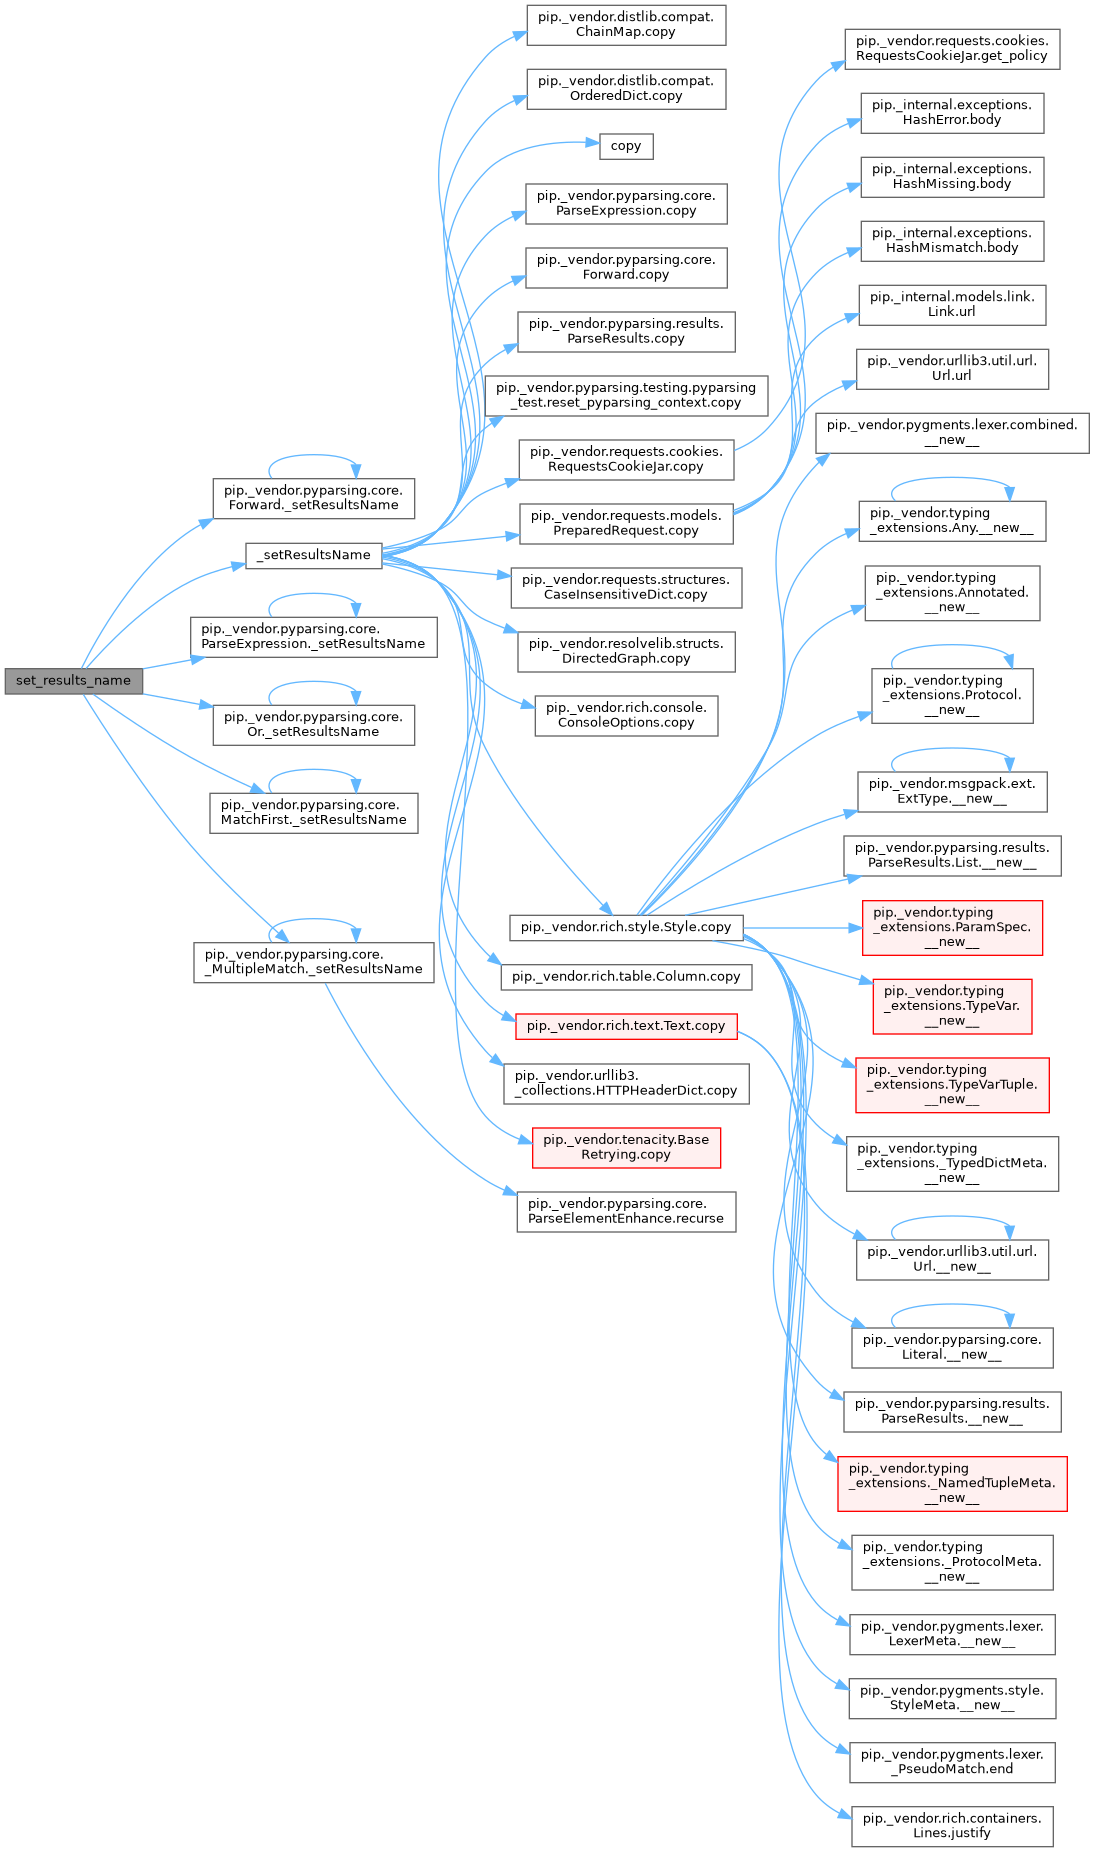 set_results_name
pip._vendor.pyparsing.core.
Forward._setResultsName
_setResultsName
pip._vendor.pyparsing.core.
ParseExpression._setResultsName
pip._vendor.pyparsing.core.
Or._setResultsName
pip._vendor.pyparsing.core.
MatchFirst._setResultsName
pip._vendor.pyparsing.core.
_MultipleMatch._setResultsName
pip._vendor.distlib.compat.
ChainMap.copy
pip._vendor.distlib.compat.
OrderedDict.copy
copy
pip._vendor.pyparsing.core.
ParseExpression.copy
pip._vendor.pyparsing.core.
Forward.copy
pip._vendor.pyparsing.results.
ParseResults.copy
pip._vendor.pyparsing.testing.pyparsing
_test.reset_pyparsing_context.copy
pip._vendor.requests.cookies.
RequestsCookieJar.copy
pip._vendor.requests.models.
PreparedRequest.copy
pip._vendor.requests.structures.
CaseInsensitiveDict.copy
pip._vendor.resolvelib.structs.
DirectedGraph.copy
pip._vendor.rich.console.
ConsoleOptions.copy
pip._vendor.rich.style.Style.copy
pip._vendor.rich.table.Column.copy
pip._vendor.rich.text.Text.copy
pip._vendor.urllib3.
_collections.HTTPHeaderDict.copy
pip._vendor.tenacity.Base
Retrying.copy
pip._vendor.pyparsing.core.
ParseElementEnhance.recurse
pip._vendor.requests.cookies.
RequestsCookieJar.get_policy
pip._internal.exceptions.
HashError.body
pip._internal.exceptions.
HashMissing.body
pip._internal.exceptions.
HashMismatch.body
pip._internal.models.link.
Link.url
pip._vendor.urllib3.util.url.
Url.url
pip._vendor.pygments.lexer.combined.
__new__
pip._vendor.typing
_extensions.Any.__new__
pip._vendor.typing
_extensions.Annotated.
__new__
pip._vendor.typing
_extensions.Protocol.
__new__
pip._vendor.msgpack.ext.
ExtType.__new__
pip._vendor.pyparsing.results.
ParseResults.List.__new__
pip._vendor.typing
_extensions.ParamSpec.
__new__
pip._vendor.typing
_extensions.TypeVar.
__new__
pip._vendor.typing
_extensions.TypeVarTuple.
__new__
pip._vendor.typing
_extensions._TypedDictMeta.
__new__
pip._vendor.urllib3.util.url.
Url.__new__
pip._vendor.pyparsing.core.
Literal.__new__
pip._vendor.pyparsing.results.
ParseResults.__new__
pip._vendor.typing
_extensions._NamedTupleMeta.
__new__
pip._vendor.typing
_extensions._ProtocolMeta.
__new__
pip._vendor.pygments.lexer.
LexerMeta.__new__
pip._vendor.pygments.style.
StyleMeta.__new__
pip._vendor.pygments.lexer.
_PseudoMatch.end
pip._vendor.rich.containers.
Lines.justify